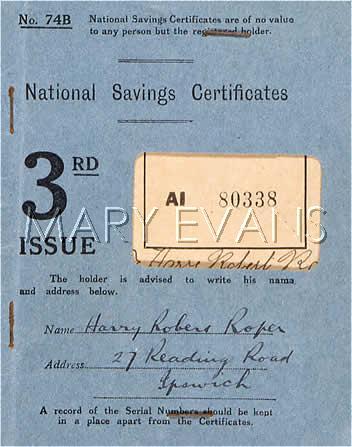 No. 74B
National Savings Certificates are of no value
to any person but the registered holder.
National Savings Certificates
3RD
ISSUE
AI 80338
Harry Robert Ro
MARY EVANS
The holder is advised to write his name
and address below.
Name Harry Robert Roper
Address 27 Reading Road
Ipswich
A record of the Serial Numbers should be kept
in a place apart from the Certificates.